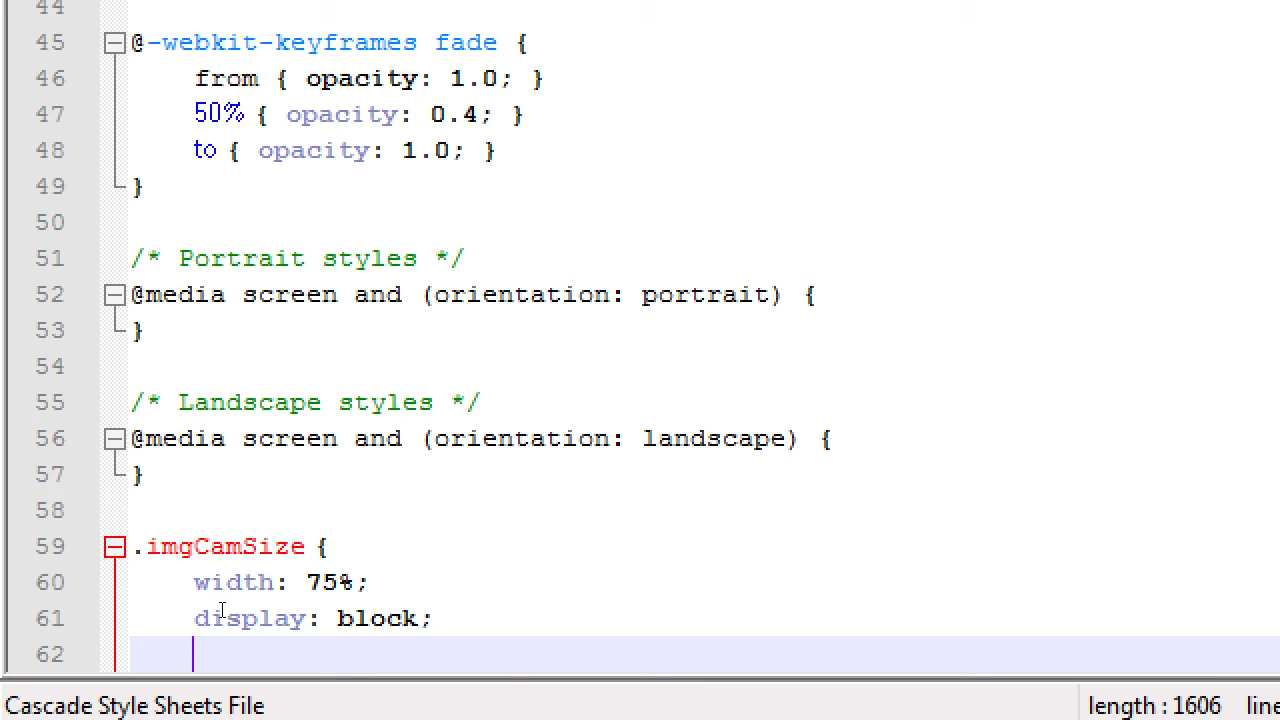 44
45 @-webkit-keyframes fade {
46 from { opacity: 1.0; }
47 50% { opacity: 0.4; }
48 to { opacity: 1.0; }
49 }
50
51 /* Portrait styles */
52 @media screen and (orientation: portrait) {
53 }
54
55 /* Landscape styles */
56 @media screen and (orientation: landscape) {
57 }
58
59 .imgCamSize {
60 width: 75%;
61 display: block;
62
Cascade Style Sheets File length : 1606 line